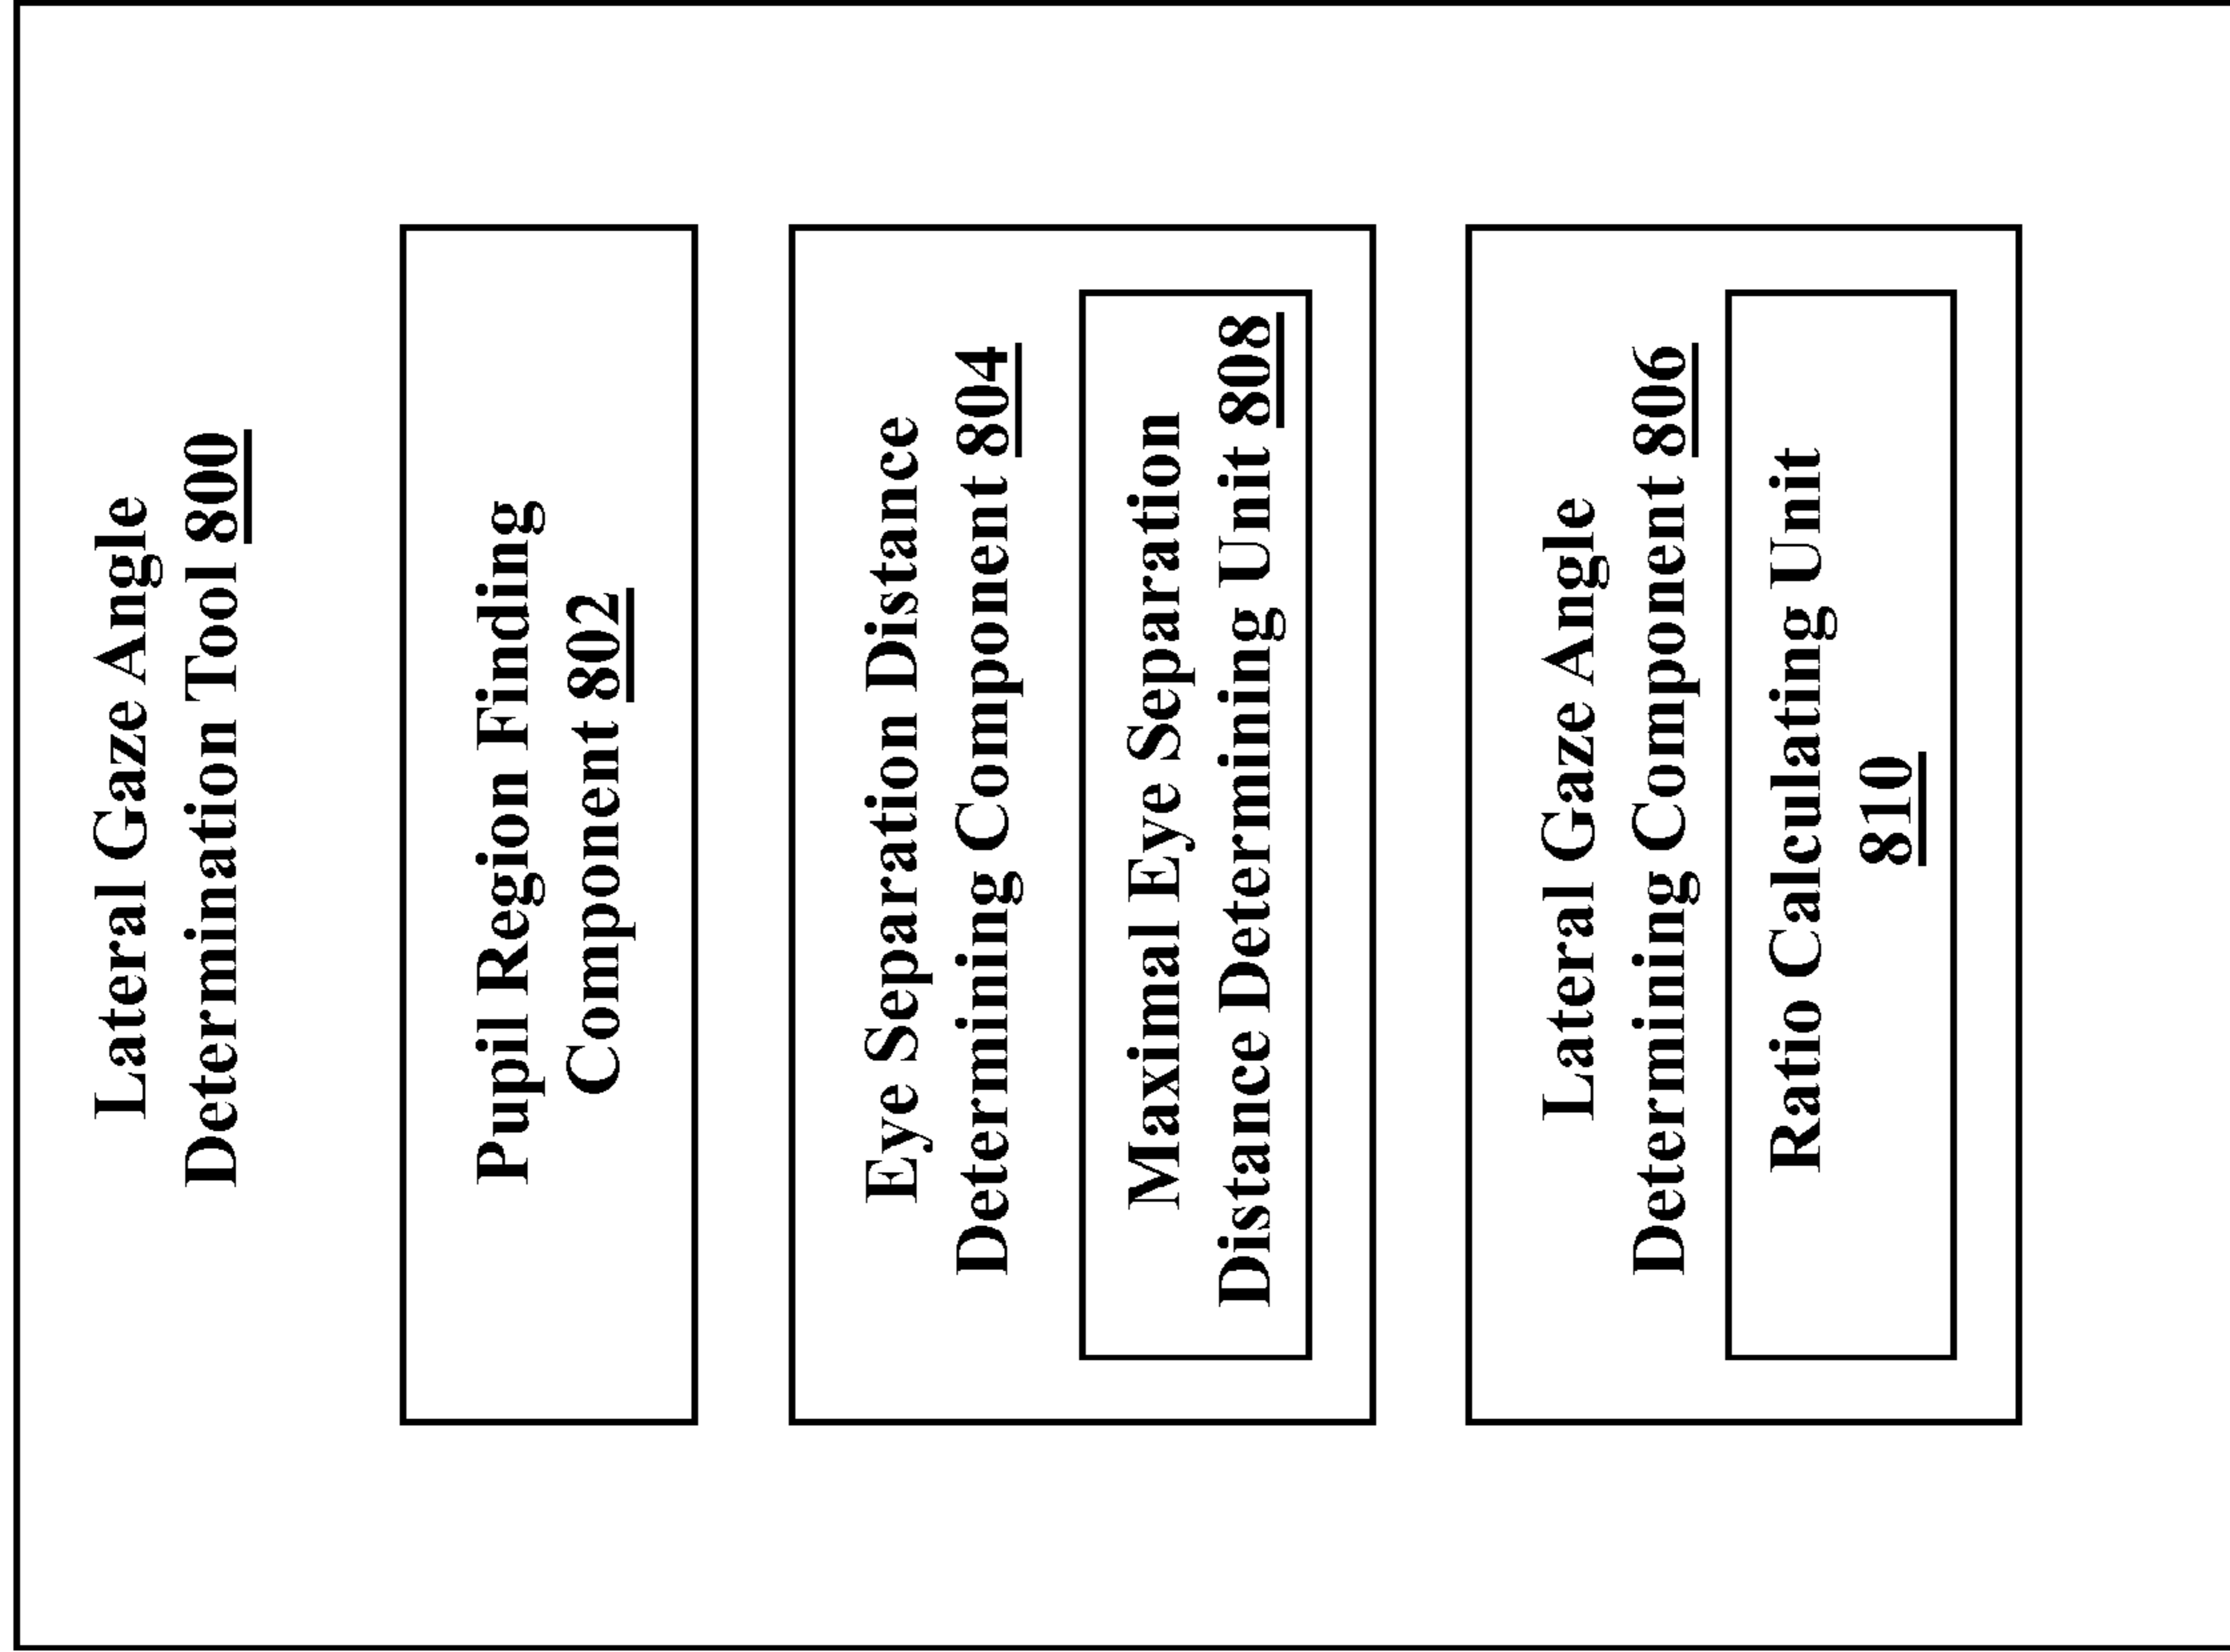 Lateral Gaze Angle
Determination Tool 800
Pupil Region Finding
Component 802
Eye Separation Distance
Determining Component 804
Maximal Eye Separation
Distance Determining Unit 808
Lateral Gaze Angle
Determining Component 806
Ratio Calculating Unit
810